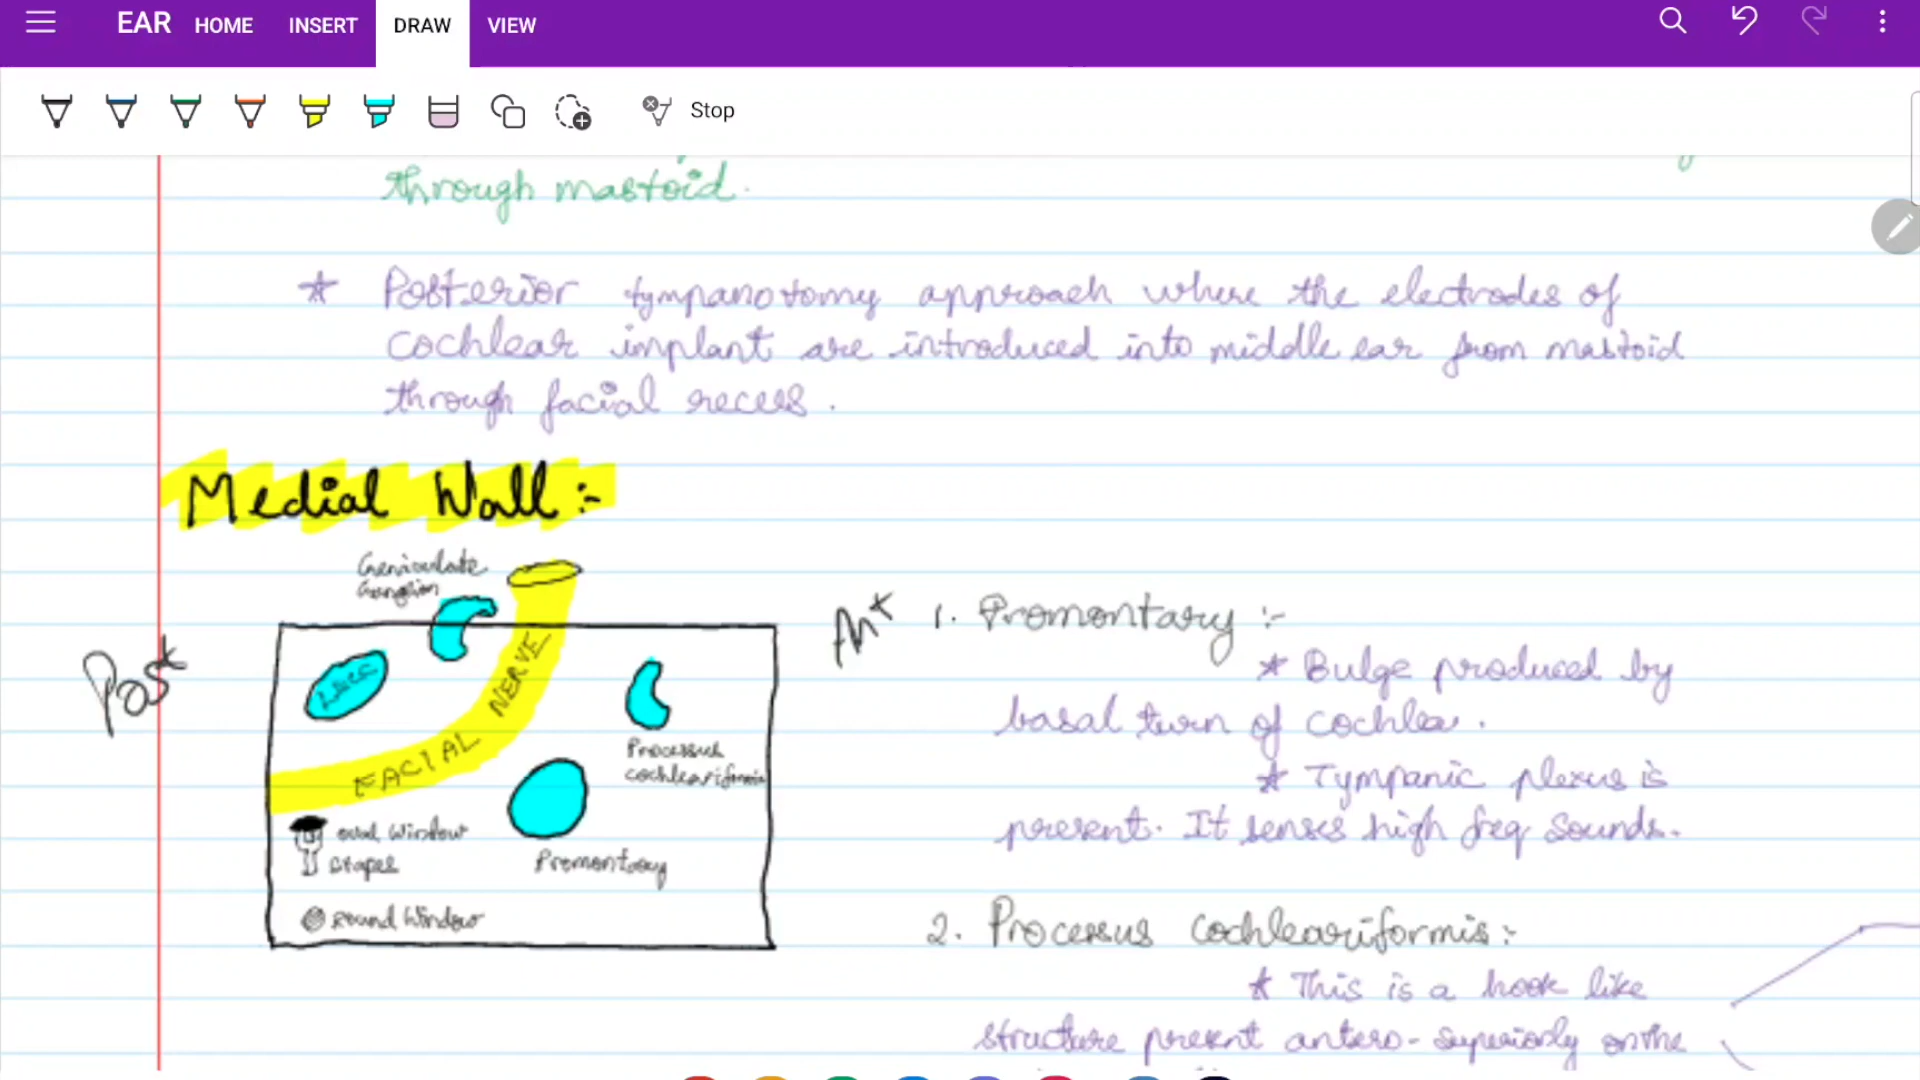 EAR HOME INSERT DRAW VIEW
Stop
through mastoid.
* Posterior tympanotomy approach where the electrodes of
cochlear implant are introduced into middle ear from mastoid
through facial recess.
Medial Wall :-
Geniculate
Ganglion
Post
Ant
LSCC
FACIAL NERVE
Processus
cochleariformis
oval window
stapes
Promontary
round window
1. Promontary :-
* Bulge produced by
basal turn of cochlea.
* Tympanic plexus is
present. It senses high freq sounds.
2. Processus Cochleariformis :-
* This is a hook like
structure present antero-superiorly on the